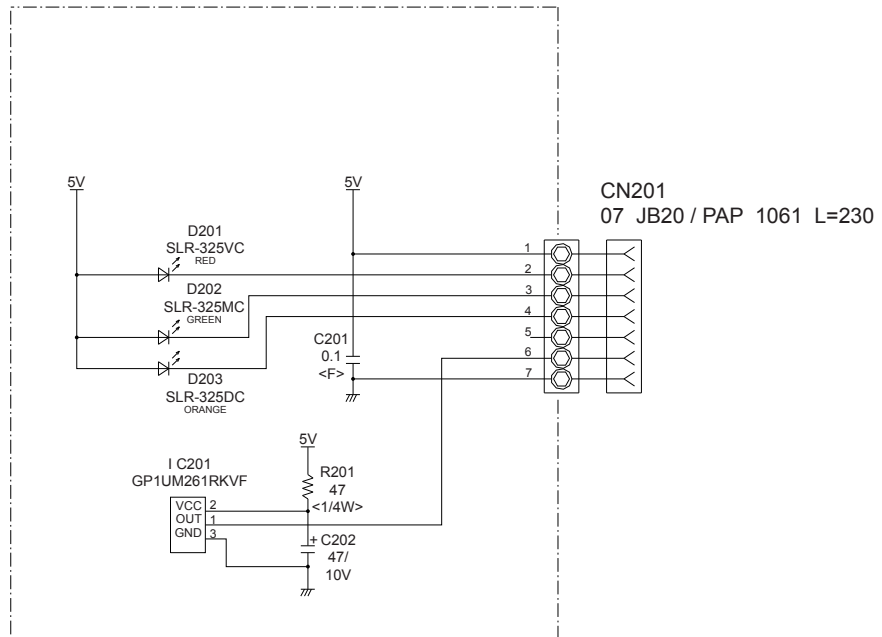 5V
5V
CN201
07 JB20 / PAP 1061 L=230
D201
SLR-325VC
RED
1
2
D202
SLR-325MC
GREEN
3
4
C201
0.1
<F>
5
6
7
D203
SLR-325DC
ORANGE
5V
I C201
GP1UM261RKVF
R201
47
<1/4W>
VCC 2
OUT 1
GND 3
+ C202
47/
10V